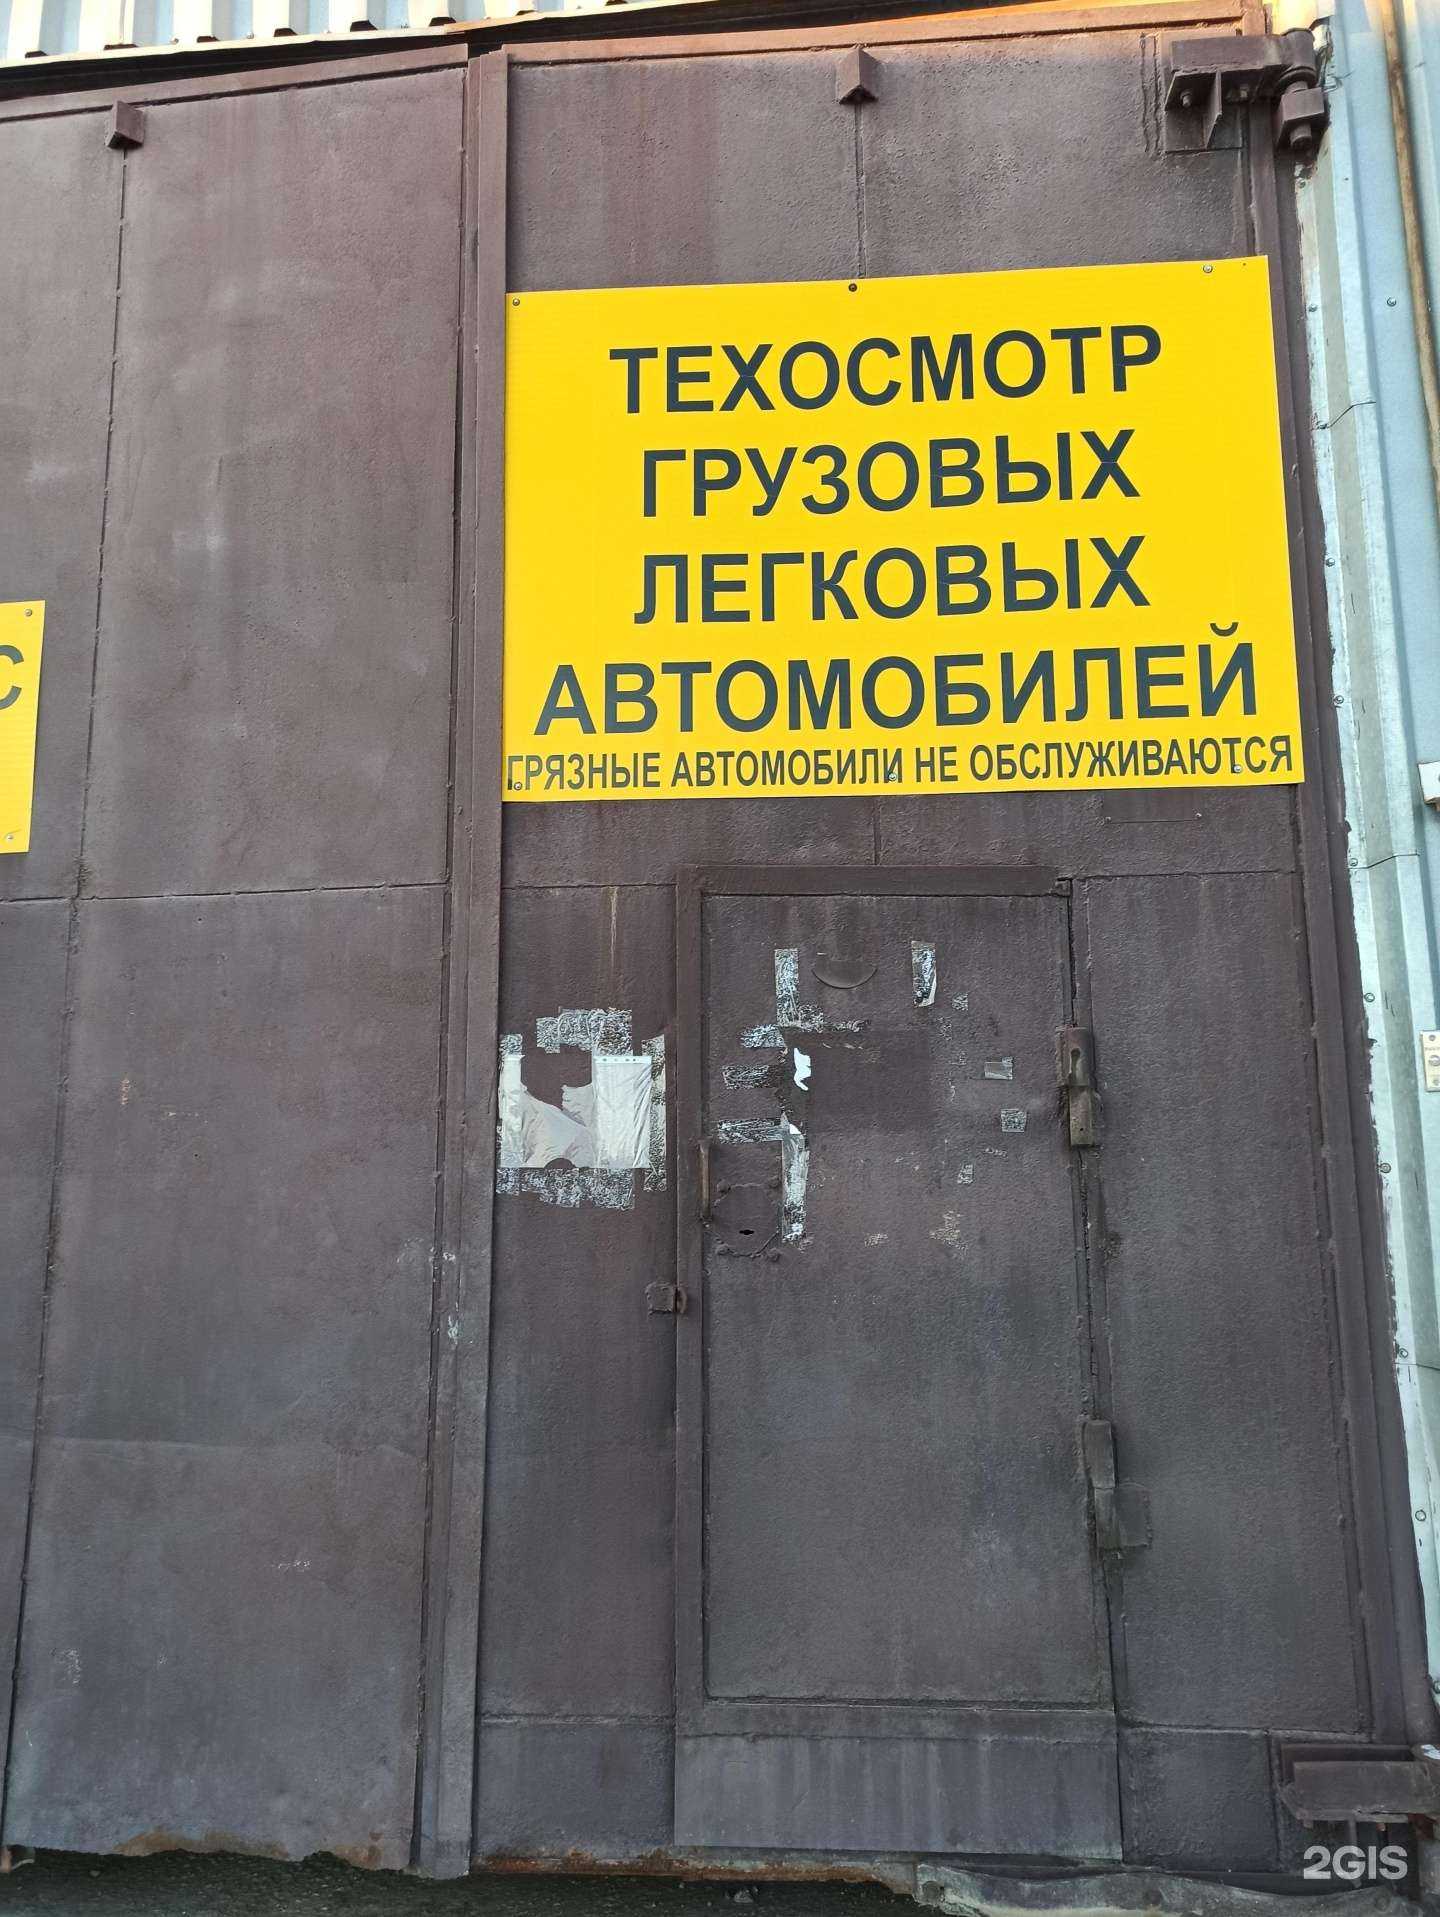 ТЕХОСМОТР
ГРУЗОВЫХ
ЛЕГКОВЫХ
АВТОМОБИЛЕЙ
ГРЯЗНЫЕ АВТОМОБИЛИ НЕ ОБСЛУЖИВАЮТСЯ
С
2GIS